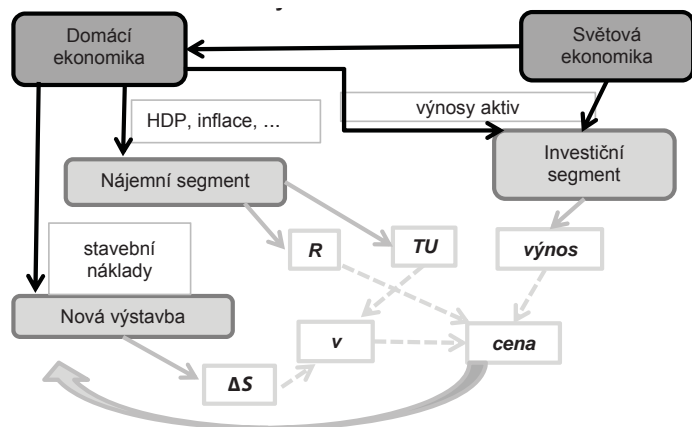 Domácí
ekonomika
Světová
ekonomika
HDP, inflace, …
výnosy aktiv
Nájemní segment
Investiční
segment
stavební
náklady
R
TU
výnos
Nová výstavba
v
cena
ΔS